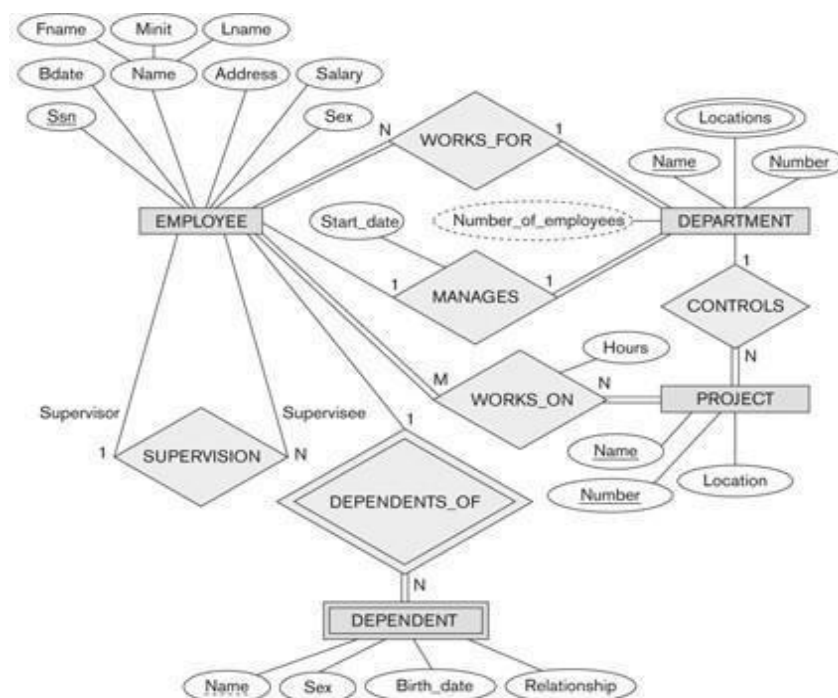 Fname
Minit
Lname
Bdate
Name
Address
Salary
Ssn
Sex
N
WORKS_FOR
1
Locations
Name
Number
EMPLOYEE
Start_date
Number_of_employees
DEPARTMENT
1
MANAGES
1
1
CONTROLS
N
Hours
M
WORKS_ON
N
PROJECT
Supervisor
Supervisee
1
SUPERVISION
N
1
Name
Number
Location
DEPENDENTS_OF
N
DEPENDENT
Name
Sex
Birth_date
Relationship